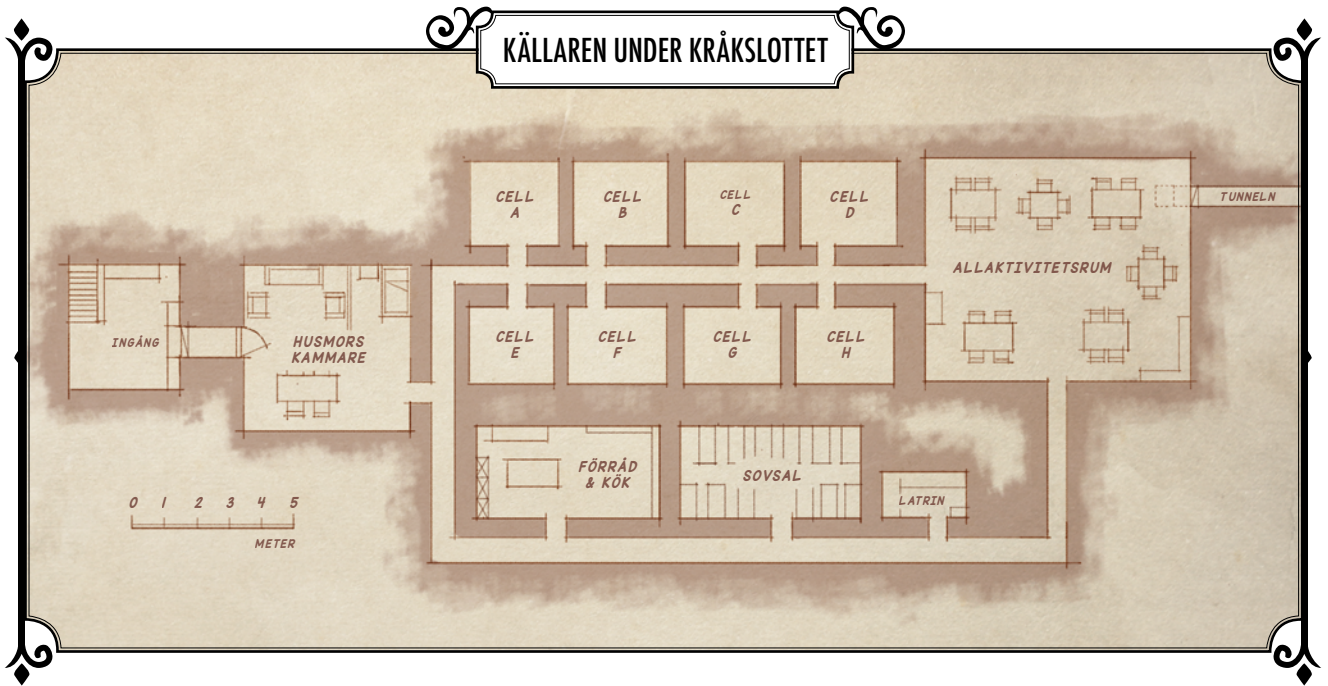 KÄLLAREN UNDER KRÅKSLOTTET
CELL
A
CELL
B
CELL
C
CELL
D
TUNNELN
ALLAKTIVITETSRUM
INGÅNG
HUSMORS
KAMMARE
CELL
E
CELL
F
CELL
G
CELL
H
FÖRRÅD
& KÖK
SOVSAL
LATRIN
0 1 2 3 4 5
METER